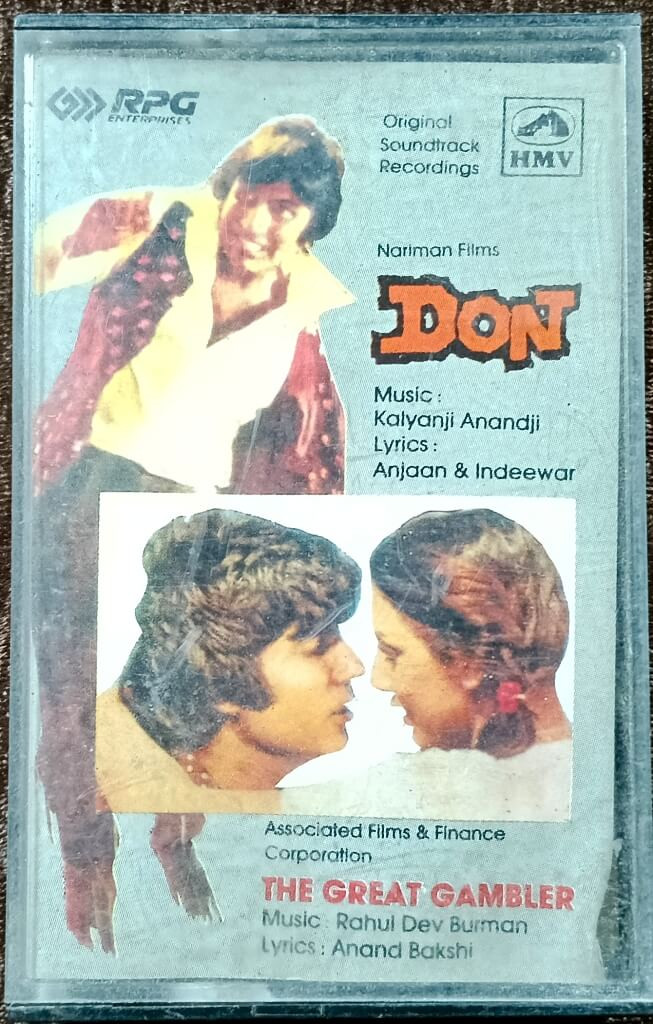 RPG
ENTERPRISES
Original
Soundtrack
Recordings
HMV
Nariman Films
DON
Music :
Kalyanji Anandji
Lyrics :
Anjaan & Indeewar
Associated Films & Finance
Corporation
THE GREAT GAMBLER
Music : Rahul Dev Burman
Lyrics : Anand Bakshi